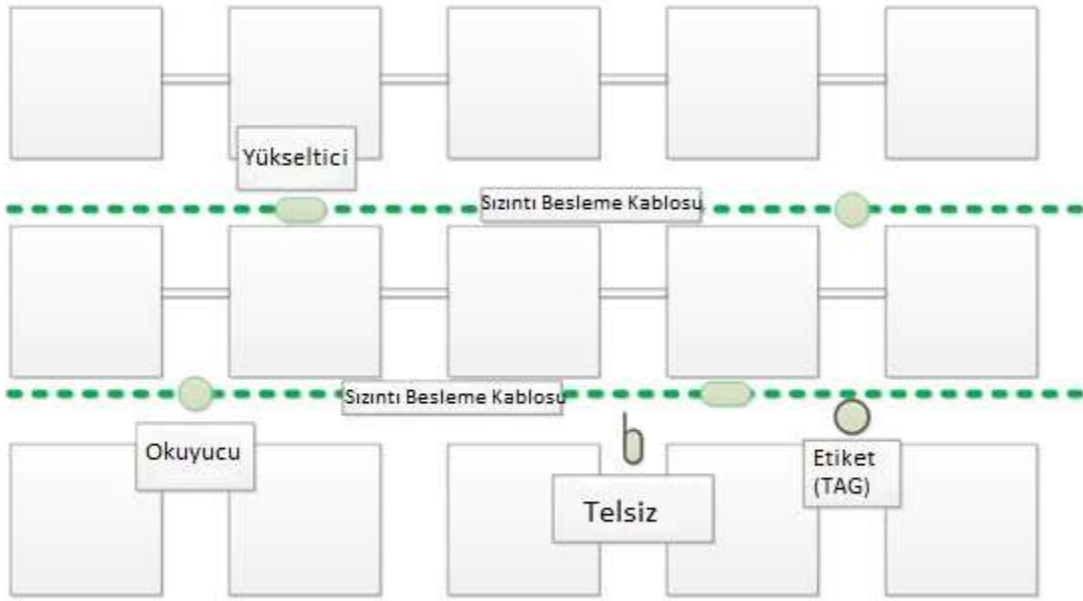 Yükseltici
Sızıntı Besleme Kablosu
Sızıntı Besleme Kablosu
Okuyucu
Telsiz
Etiket
(TAG)